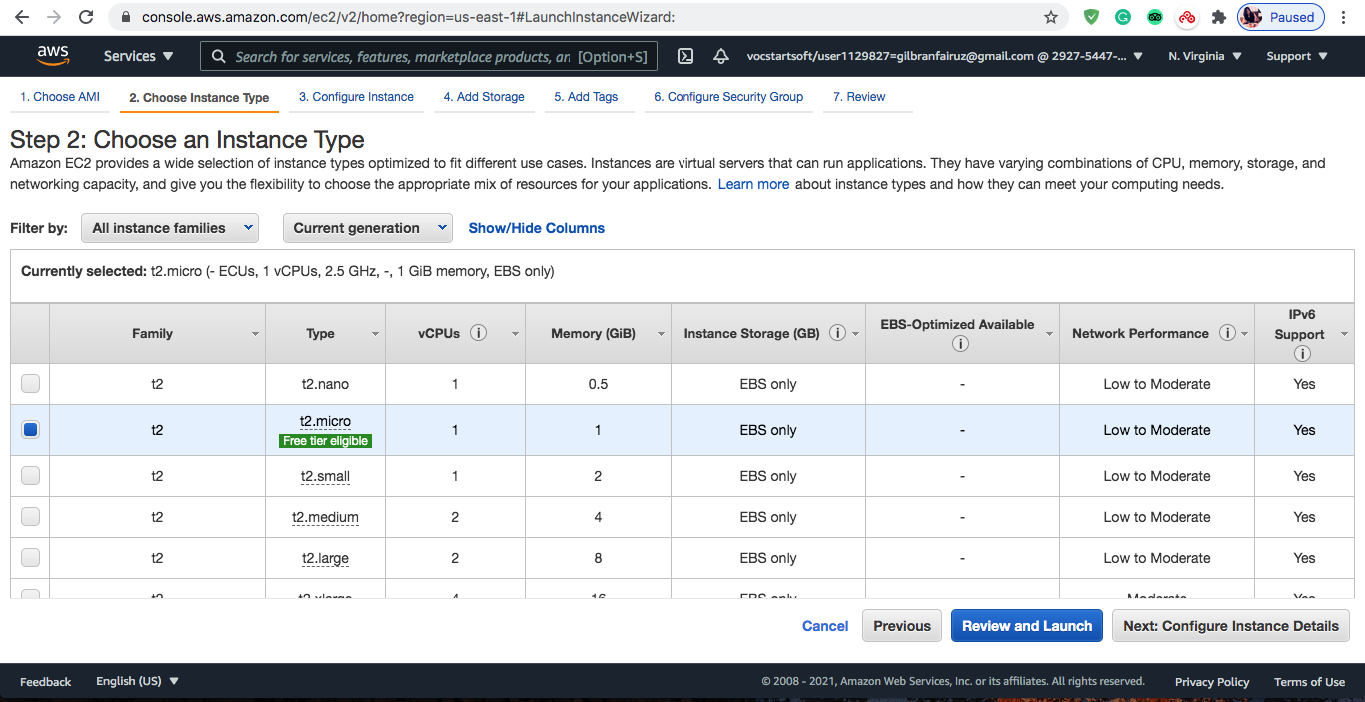 console.aws.amazon.com/ec2/v2/home?region=us-east-1#LaunchInstanceWizard:
Paused
aws
Services
Search for services, features, marketplace products, an [Option+S]
vocstartsoft/user1129827=gilbranfairuz@gmail.com @ 2927-5447-...
N. Virginia
Support
1. Choose AMI 2. Choose Instance Type 3. Configure Instance 4. Add Storage 5. Add Tags 6. Configure Security Group 7. Review
Step 2: Choose an Instance Type
Amazon EC2 provides a wide selection of instance types optimized to fit different use cases. Instances are virtual servers that can run applications. They have varying combinations of CPU, memory, storage, and
networking capacity, and give you the flexibility to choose the appropriate mix of resources for your applications. Learn more about instance types and how they can meet your computing needs.
Filter by: All instance families Current generation Show/Hide Columns
Currently selected: t2.micro (- ECUs, 1 vCPUs, 2.5 GHz, -, 1 GiB memory, EBS only)
Family Type vCPUs i Memory (GiB) Instance Storage (GB) i EBS-Optimized Available i Network Performance i IPv6 Support i
t2 t2.nano 1 0.5 EBS only - Low to Moderate Yes
t2 t2.micro 1 1 EBS only - Low to Moderate Yes
Free tier eligible
t2 t2.small 1 2 EBS only - Low to Moderate Yes
t2 t2.medium 2 4 EBS only - Low to Moderate Yes
t2 t2.large 2 8 EBS only - Low to Moderate Yes
t2 t2.xlarge 4 16 EBS only Moderate Yes
Cancel Previous Review and Launch Next: Configure Instance Details
Feedback English (US) © 2008 - 2021, Amazon Web Services, Inc. or its affiliates. All rights reserved. Privacy Policy Terms of Use